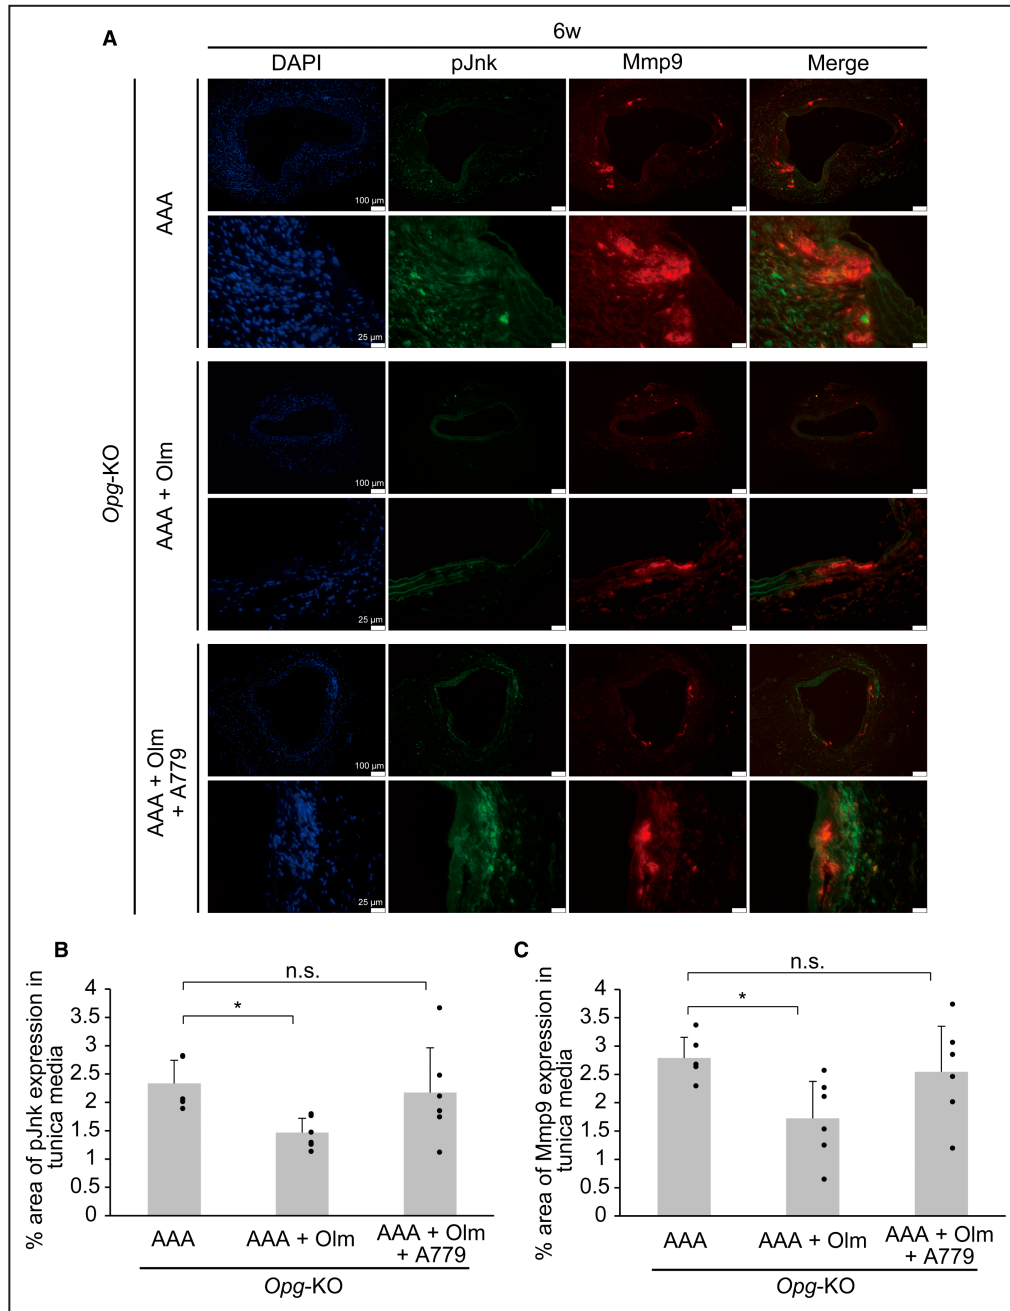 A
6w
DAPI pJnk Mmp9 Merge
Opg-KO
AAA
100 µm
25 µm
AAA + Olm
100 µm
25 µm
AAA + Olm
+ A779
100 µm
25 µm
B
% area of pJnk expression in
tunica media
n.s.
*
4
3.5
3
2.5
2
1.5
1
0.5
0
AAA AAA + Olm AAA + Olm
+ A779
Opg-KO
C
% area of Mmp9 expression in
tunica media
n.s.
*
4
3.5
3
2.5
2
1.5
1
0.5
0
AAA AAA + Olm AAA + Olm
+ A779
Opg-KO